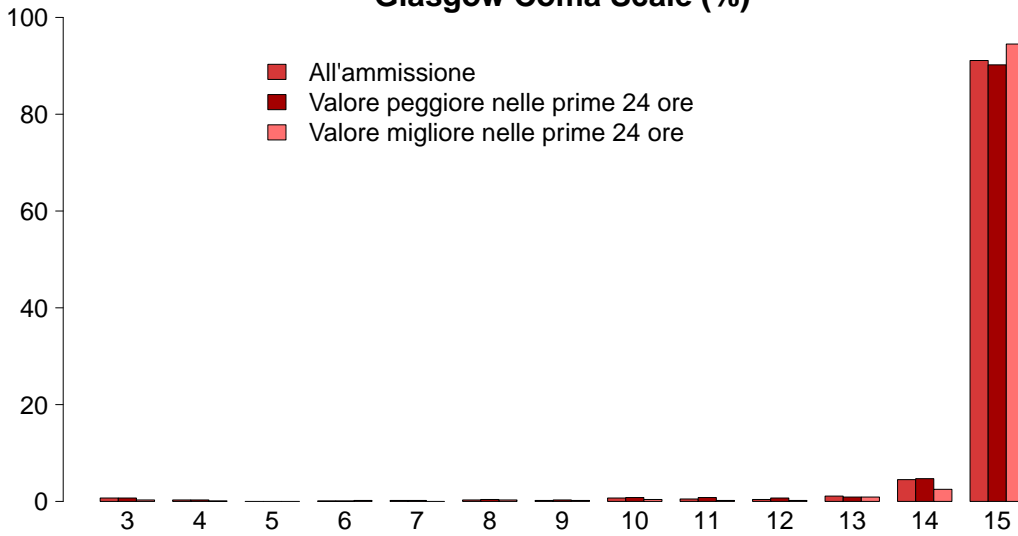 Glasgow Coma Scale (%)
100
All'ammissione
Valore peggiore nelle prime 24 ore
Valore migliore nelle prime 24 ore
80
60
40
20
0
3 4 5 6 7 8 9 10 11 12 13 14 15